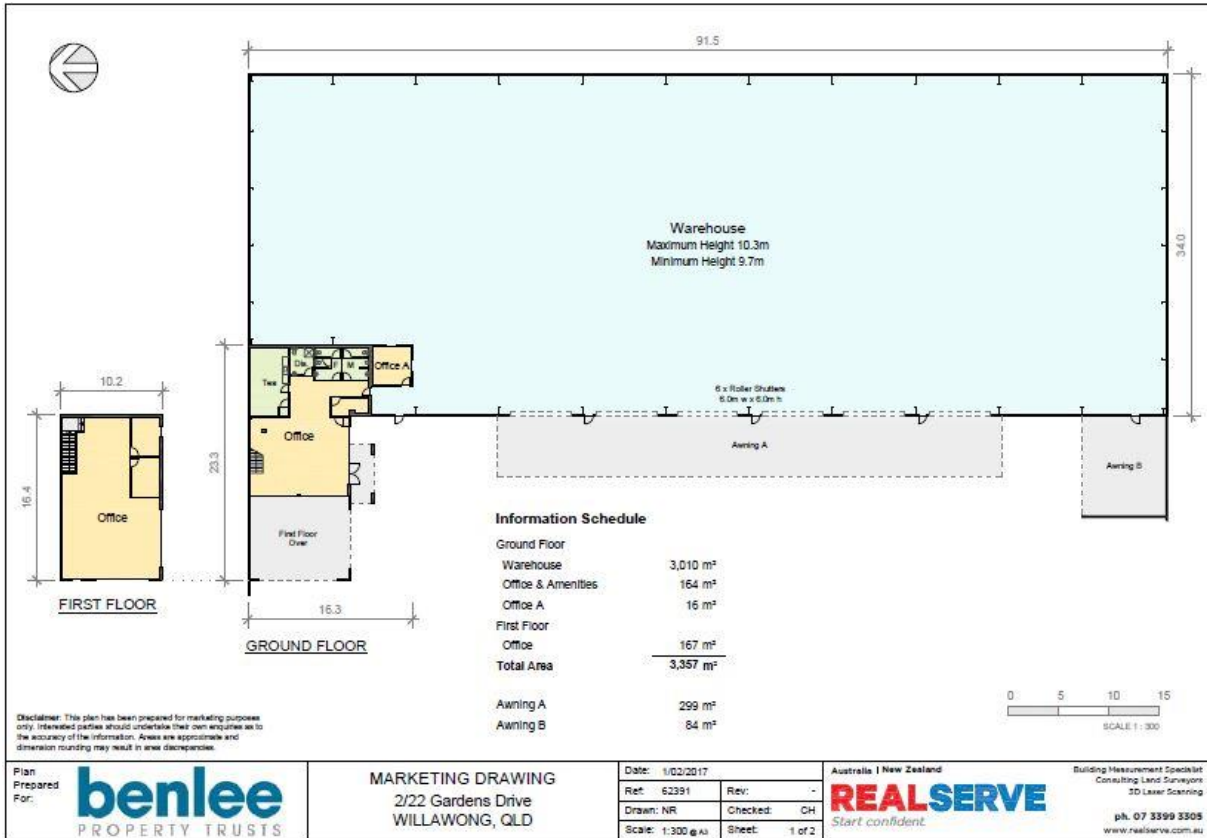 91.5
Warehouse
Maximum Height 10.3m
Minimum Height 9.7m
34.0
10.2
16.4
Office
FIRST FLOOR
23.3
Tea
Dis.
F
M
Office A
Office
First Floor
Over
16.3
GROUND FLOOR
6 x Roller Shutters
6.0m w x 6.0m h
Awning A
Awning B
Information Schedule
Ground Floor
Warehouse 3,010 m²
Office & Amenities 164 m²
Office A 16 m²
First Floor
Office 167 m²
Total Area 3,357 m²
Awning A 299 m²
Awning B 84 m²
0 5 10 15
SCALE 1 : 300
Disclaimer: This plan has been prepared for marketing purposes
only. Interested parties should undertake their own enquiries as to
the accuracy of the information. Areas are approximate and
dimension rounding may result in area discrepancies.
Plan
Prepared
For:
benlee
PROPERTY TRUSTS
MARKETING DRAWING
2/22 Gardens Drive
WILLAWONG, QLD
Date: 1/02/2017
Ref: 62391 Rev: -
Drawn: NR Checked: GH
Scale: 1:300 @ A3 Sheet: 1 of 2
Australia | New Zealand
REALSERVE
Start confident.
Building Measurement Specialist
Consulting Land Surveyors
3D Laser Scanning
ph. 07 3399 3305
www.realserve.com.au